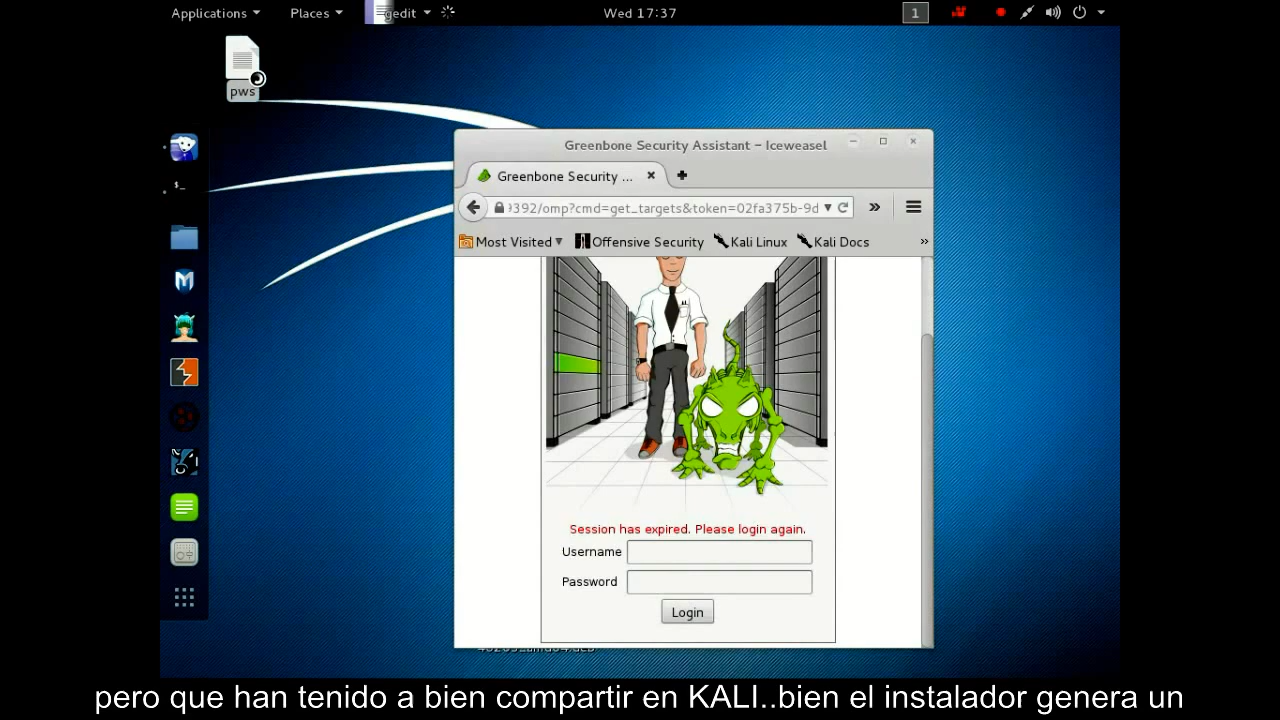 Applications Places gedit Wed 17:37 1
pws
Greenbone Security Assistant - Iceweasel
Greenbone Security ...
392/omp?cmd=get_targets&token=02fa375b-9d
Most Visited Offensive Security Kali Linux Kali Docs »
Session has expired. Please login again.
Username
Password
Login
pero que han tenido a bien compartir en KALI..bien el instalador genera un